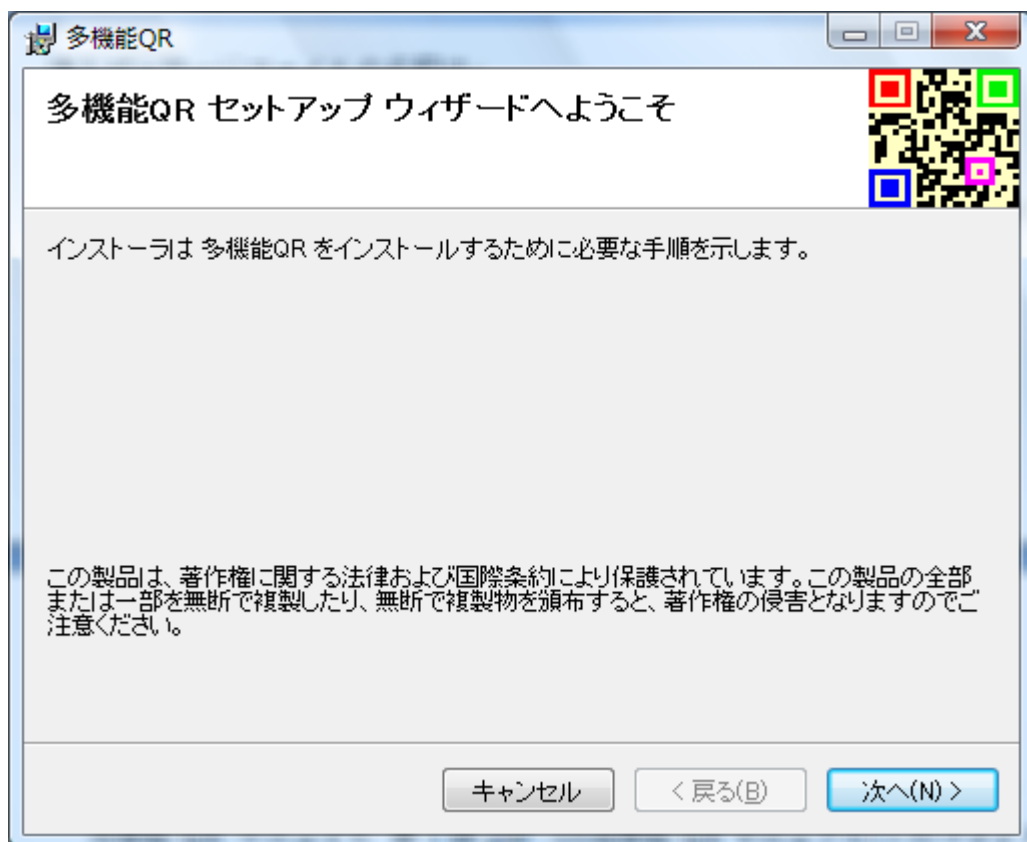 多機能QR
多機能QR セットアップ ウィザードへようこそ
インストーラは 多機能QR をインストールするために必要な手順を示します。
この製品は、著作権に関する法律および国際条約により保護されています。この製品の全部
または一部を無断で複製したり、無断で複製物を頒布すると、著作権の侵害となりますのでご
注意ください。
キャンセル
< 戻る(B)
次へ(N) >